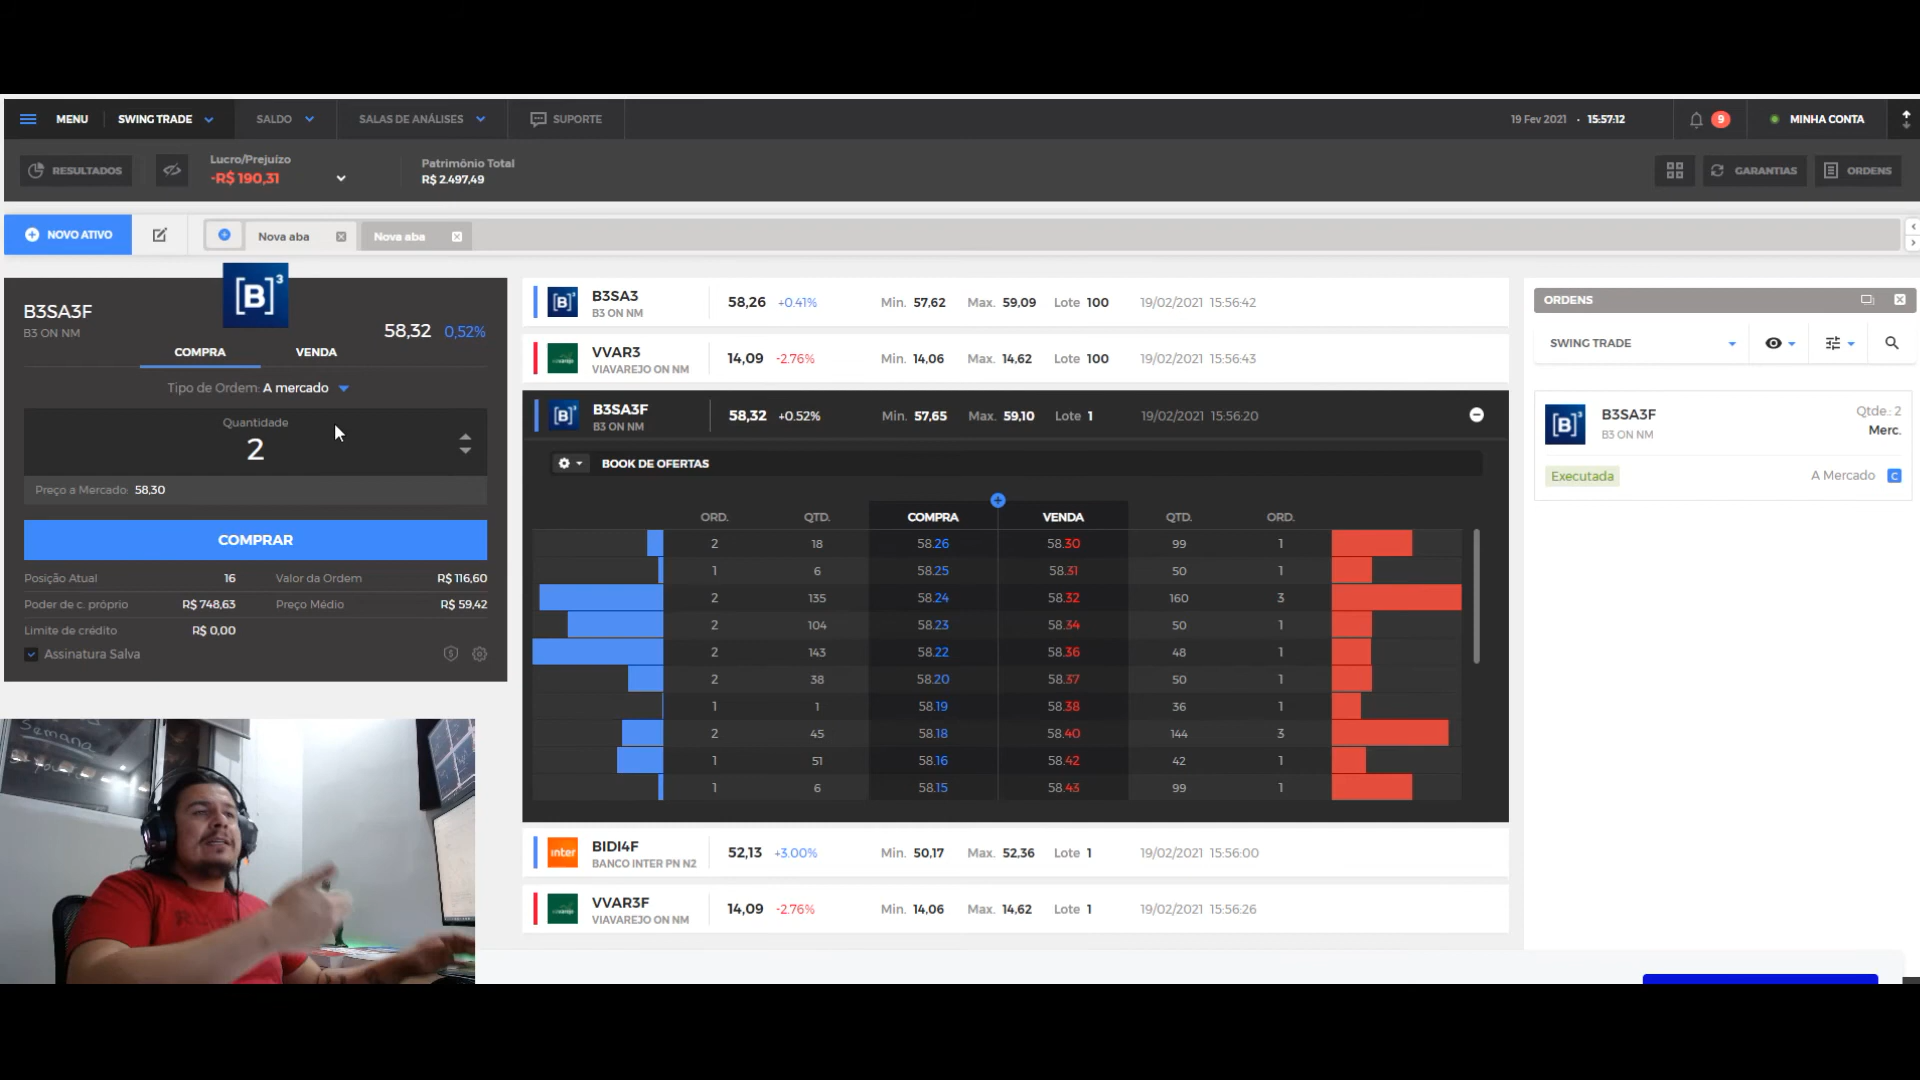 MENU SWING TRADE SALDO SALAS DE ANÁLISES SUPORTE 19 Fev 2021 • 15:57:12 9 MINHA CONTA
RESULTADOS Lucro/Prejuízo Patrimônio Total GARANTIAS ORDENS
-R$ 190,31 R$ 2.497,49
NOVO ATIVO Nova aba Nova aba
[B]³
B3SA3F
B3 ON NM
58,32 0,52%
COMPRA VENDA
Tipo de Ordem: A mercado
Quantidade
2
Preço a Mercado: 58,30
COMPRAR
Posição Atual 16 Valor da Ordem R$ 116,60
Poder de c. próprio R$ 748,63 Preço Médio R$ 59,42
Limite de crédito R$ 0,00
Assinatura Salva
Semana
[B]³ B3SA3 58,26 +0.41% Min. 57,62 Max. 59,09 Lote 100 19/02/2021 15:56:42
B3 ON NM
VVAR3 14,09 -2.76% Min. 14,06 Max. 14,62 Lote 100 19/02/2021 15:56:43
VIAVAREJO ON NM
[B]³ B3SA3F 58,32 +0.52% Min. 57,65 Max. 59,10 Lote 1 19/02/2021 15:56:20
B3 ON NM
BOOK DE OFERTAS
ORD. QTD. COMPRA VENDA QTD. ORD.
2 18 58.26 58.30 99 1
1 6 58.25 58.31 50 1
2 135 58.24 58.32 160 3
2 104 58.23 58.34 50 1
2 143 58.22 58.36 48 1
2 38 58.20 58.37 50 1
1 1 58.19 58.38 36 1
2 45 58.18 58.40 144 3
1 51 58.16 58.42 42 1
1 6 58.15 58.43 99 1
inter BIDI4F 52,13 +3.00% Min. 50,17 Max. 52,36 Lote 1 19/02/2021 15:56:00
BANCO INTER PN N2
VVAR3F 14,09 -2.76% Min. 14,06 Max. 14,62 Lote 1 19/02/2021 15:56:26
VIAVAREJO ON NM
ORDENS
SWING TRADE
[B]³ B3SA3F Qtde.: 2
B3 ON NM Merc.
Executada A Mercado C